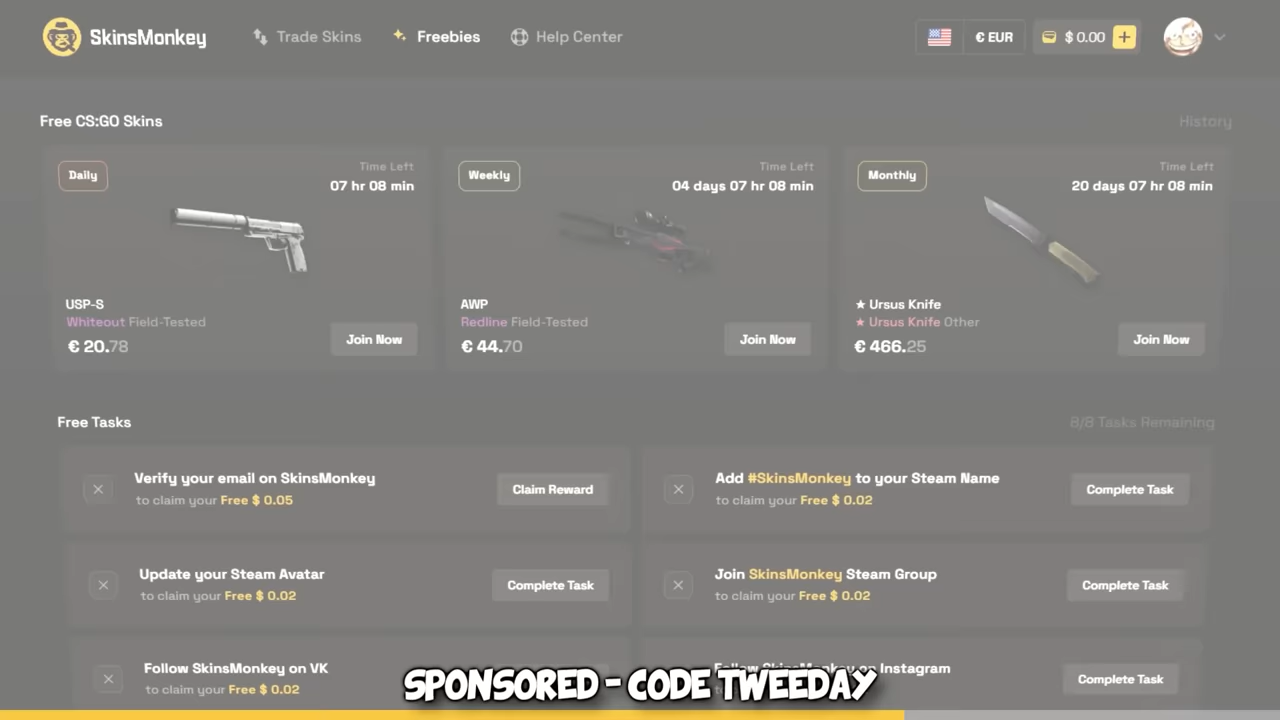 SkinsMonkey
Trade Skins
Freebies
Help Center
€ EUR
$ 0.00
Free CS:GO Skins
History
Daily
Time Left
07 hr 08 min
USP-S
Whiteout Field-Tested
€ 20.78
Join Now
Weekly
Time Left
04 days 07 hr 08 min
AWP
Redline Field-Tested
€ 44.70
Join Now
Monthly
Time Left
20 days 07 hr 08 min
★ Ursus Knife
★ Ursus Knife Other
€ 466.25
Join Now
Free Tasks
8/8 Tasks Remaining
Verify your email on SkinsMonkey
to claim your Free $ 0.05
Claim Reward
Add #SkinsMonkey to your Steam Name
to claim your Free $ 0.02
Complete Task
Update your Steam Avatar
to claim your Free $ 0.02
Complete Task
Join SkinsMonkey Steam Group
to claim your Free $ 0.02
Complete Task
Follow SkinsMonkey on VK
to claim your Free $ 0.02
Follow SkinsMonkey on Instagram
Complete Task
SPONSORED - CODE TWEEDAY